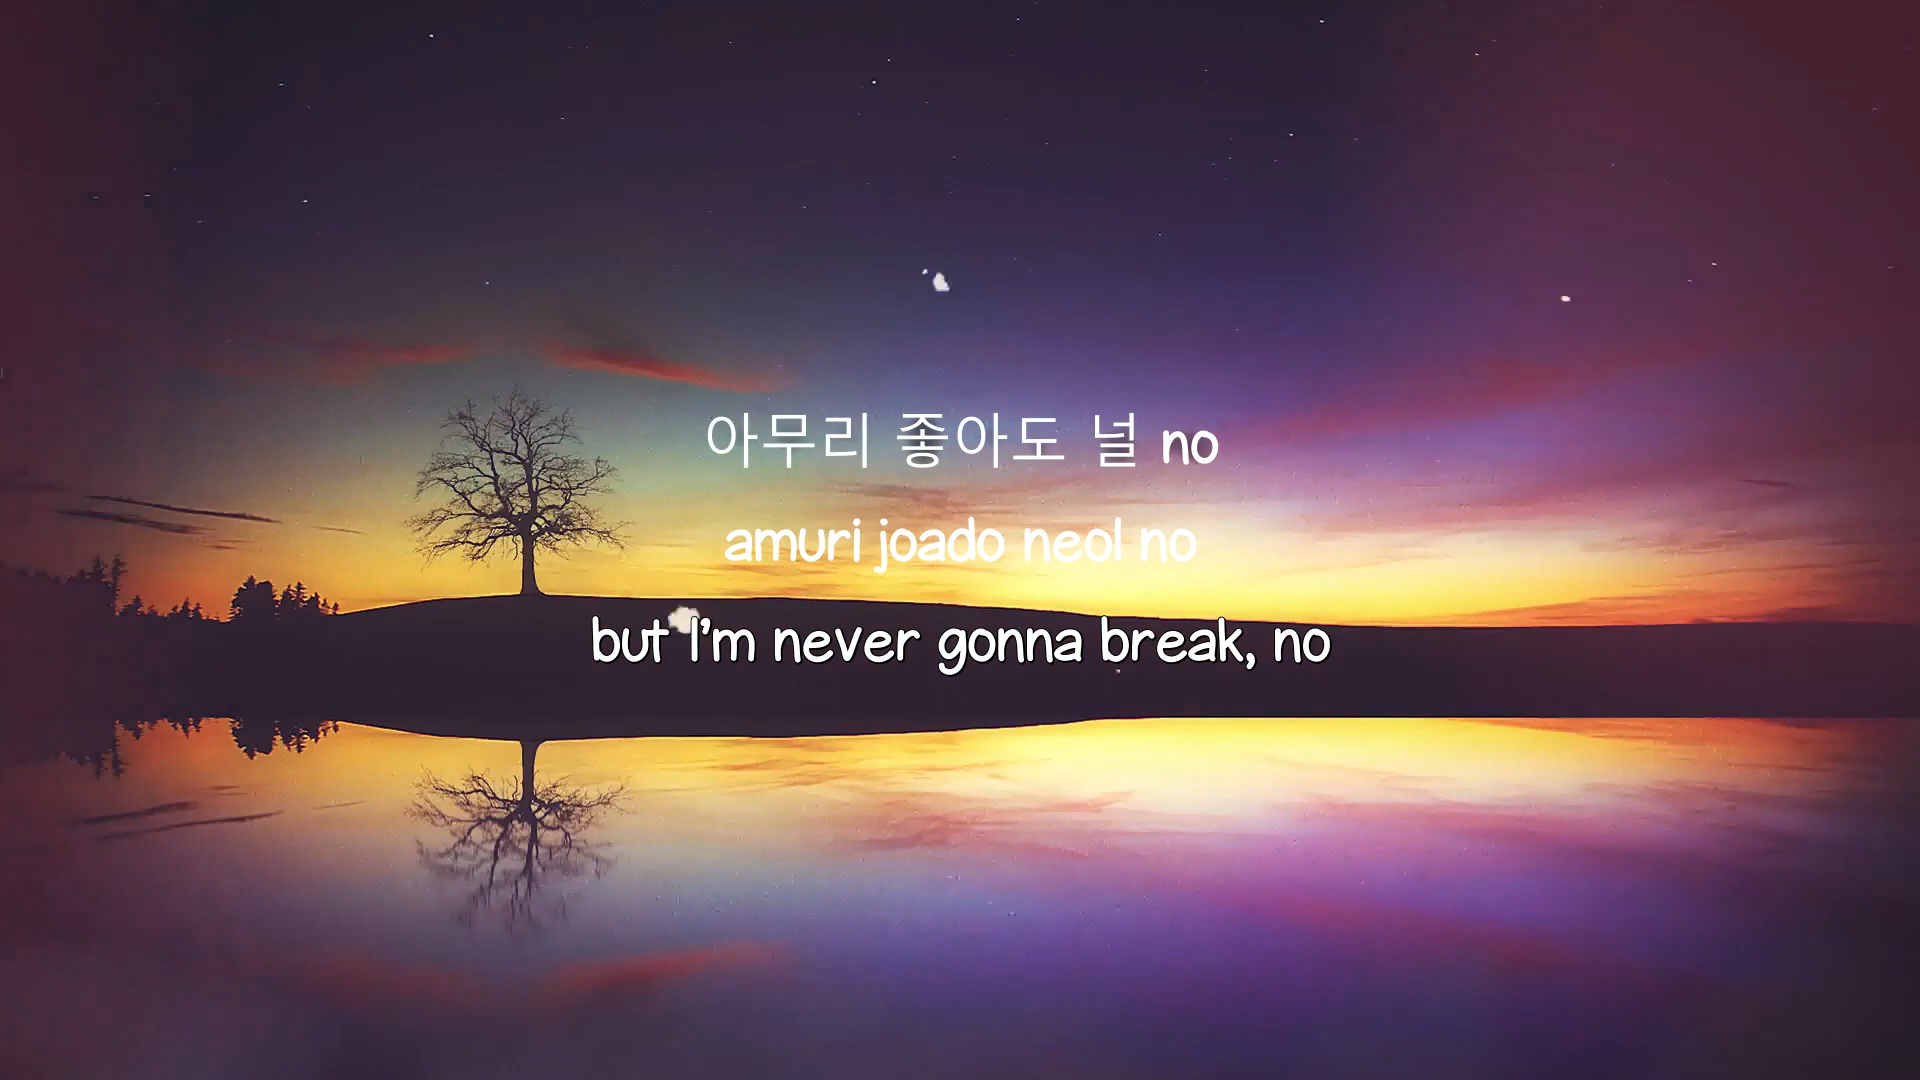 아무리 좋아도 널 no
amuri joado neol no
but I'm never gonna break, no